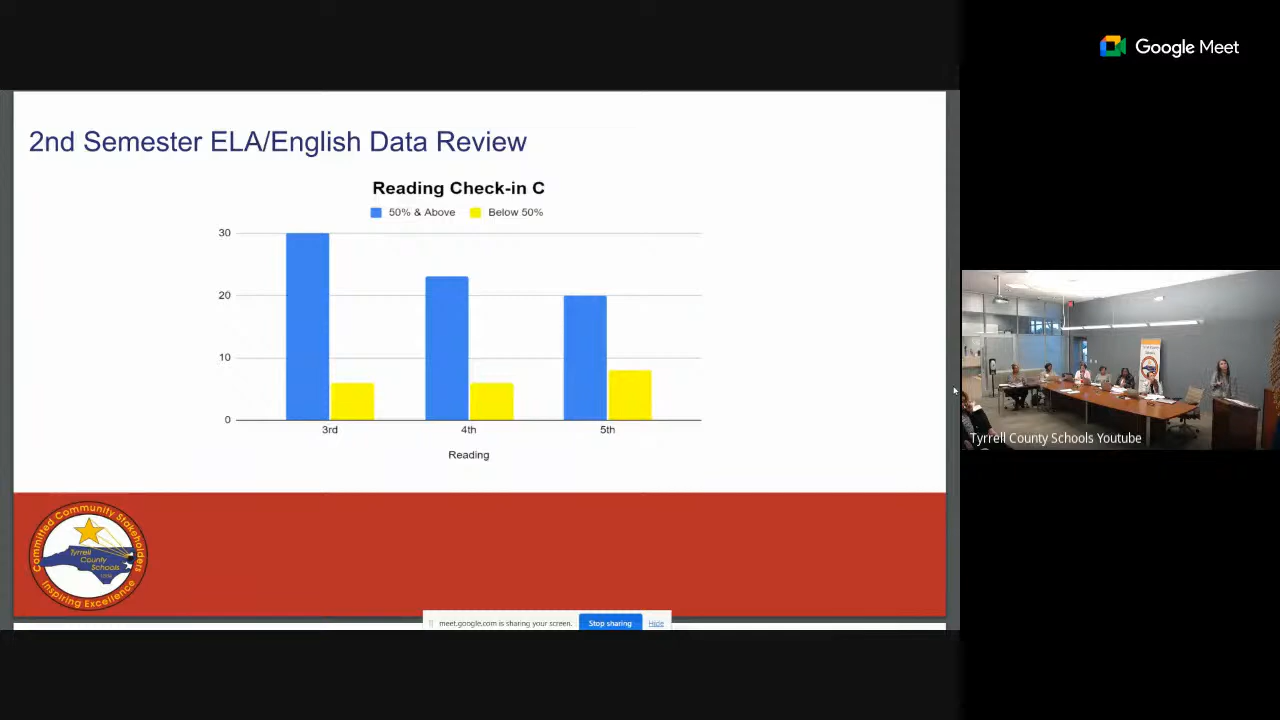 Google Meet
2nd Semester ELA/English Data Review
Reading Check-in C
50% & Above
Below 50%
30
20
10
0
3rd
4th
5th
Reading
Committed Community Stakeholders
Tyrrell
County
Schools
Inspiring Excellence
meet.google.com is sharing your screen.
Stop sharing
Hide
Tyrrell County Schools Youtube